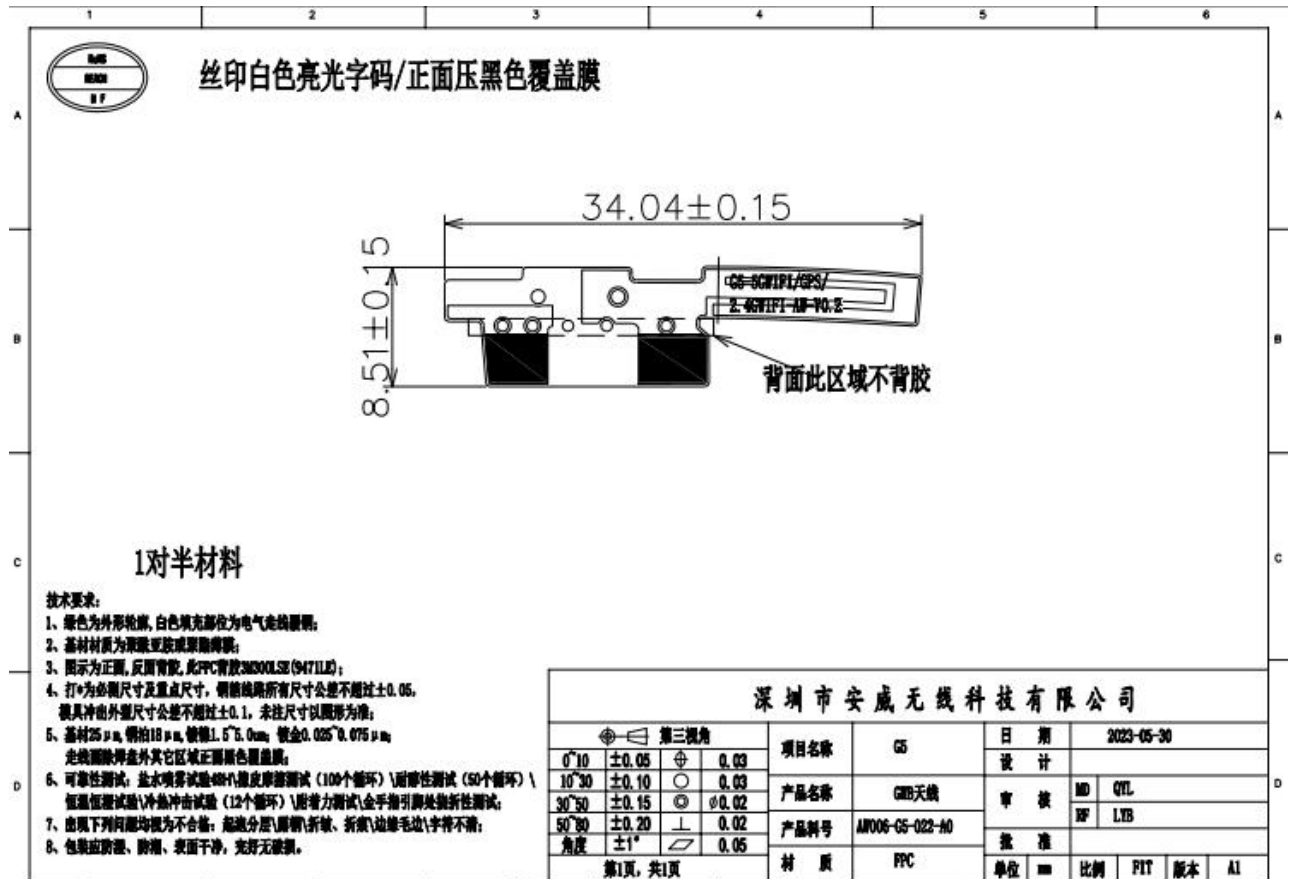 1 2 3 4 5 6
RoHS
REACH
H F
丝印白色亮光字码/正面压黑色覆盖膜
A A
34.04±0.15
8.51±0.15
G5-5GWIFI/GPS/
2.4GWIFI-AW-V0.2
B B
背面此区域不背胶
C C
1对半材料
技术要求:
1、绿色为外形轮廓,白色填充部位为电气走线覆铜;
2、基材材质为聚酰亚胺或聚酯薄膜;
3、图示为正面,反面背胶,此FPC背胶3M300LSE(9471LE);
4、打*为必测尺寸及重点尺寸, 铜箔线路所有尺寸公差不超过±0.05,
模具冲出外型尺寸公差不超过±0.1, 未注尺寸以图形为准;
5、基材25μm,铜箔18μm,镀镍1.5~5.0um; 镀金0.025~0.075μm;
走线面除焊盘外其它区域正面黑色覆盖膜;
6、可靠性测试: 盐水喷雾试验48H\橡皮摩擦测试(100个循环)\耐醇性测试(50个循环)\
恒温恒湿试验\冷热冲击试验(12个循环)\附着力测试\金手指引脚处抛折性测试;
7、出现下列问题均视为不合格: 起泡分层\露铜\折皱、折痕\边缘毛边\字符不清;
8、包装应防湿、防潮、表面干净, 完好无破损。
D D
深圳市安威无线科技有限公司
第三视角
0~10 ±0.05 0.03
10~30 ±0.10 0.03
30~50 ±0.15 ø0.02
50~80 ±0.20 0.02
角度 ±1° 0.05
第1页, 共1页
项目名称 G5
产品名称 GWB天线
产品料号 AW006-G5-022-A0
材 质 FPC
日 期 2023-05-30
设 计
审 核 MD QYL
RF LYB
批 准
单位 mm 比例 FIT 版本 A1